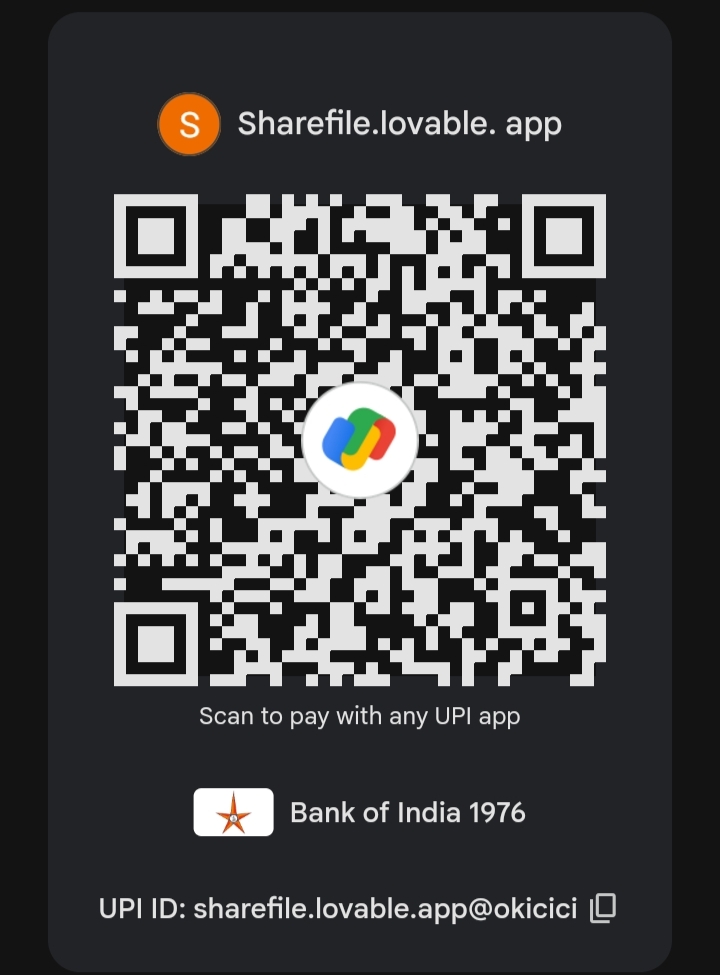 S
Sharefile.lovable. app
Scan to pay with any UPI app
Bank of India 1976
UPI ID: sharefile.lovable.app@okicici